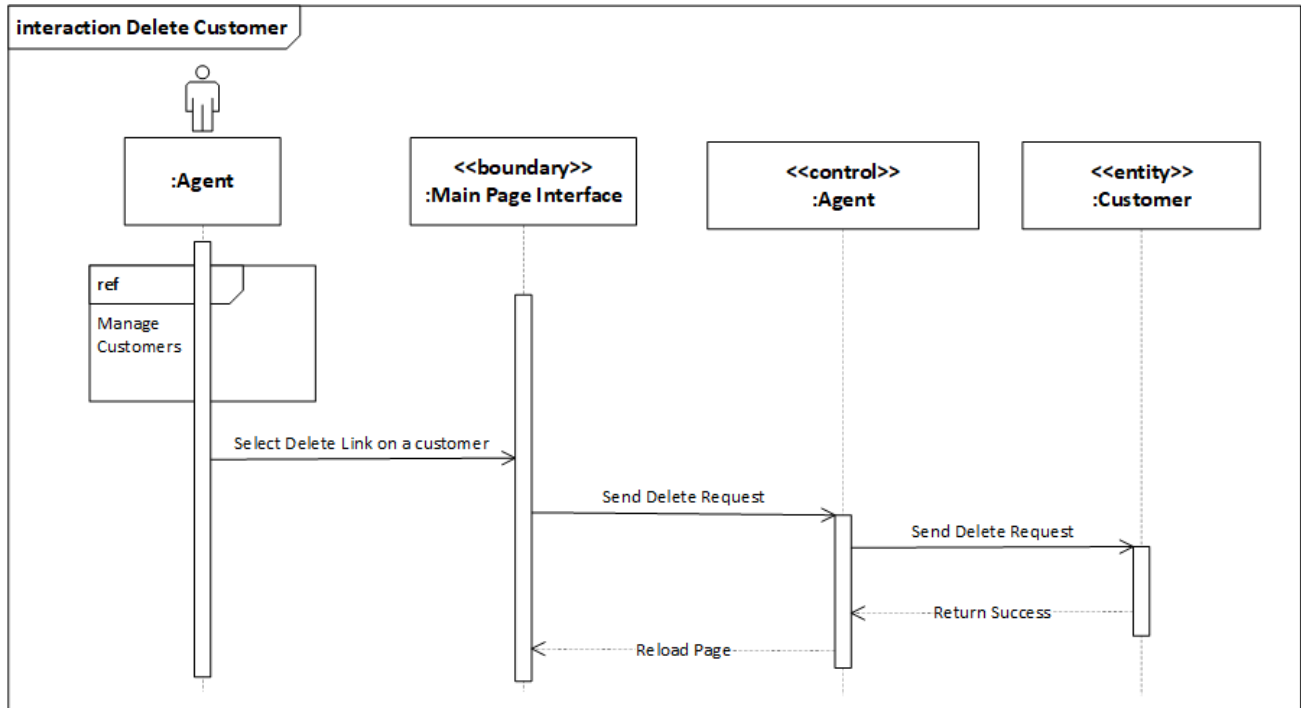 interaction Delete Customer
:Agent
<<boundary>>
:Main Page Interface
<<control>>
:Agent
<<entity>>
:Customer
ref
Manage
Customers
Select Delete Link on a customer
Send Delete Request
Send Delete Request
Return Success
Reload Page